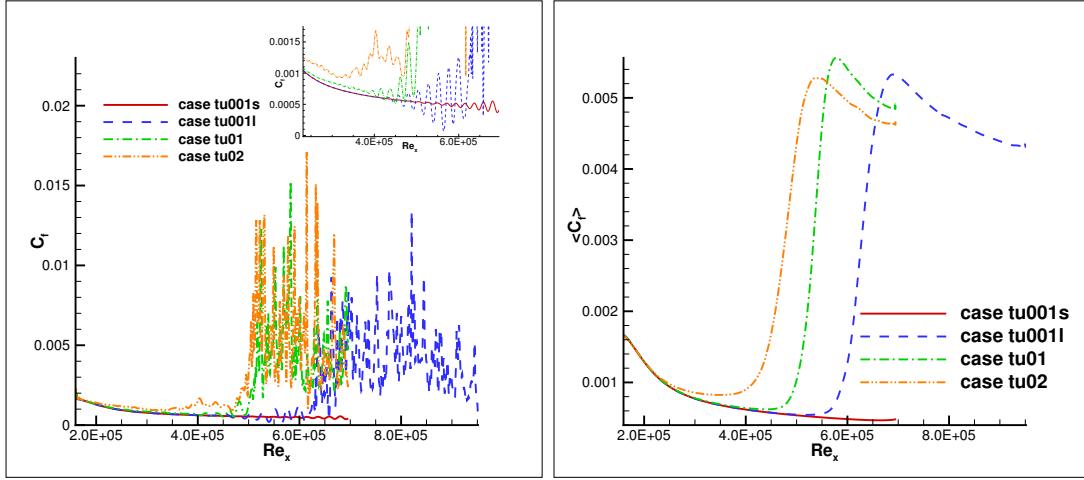 0.0015
0.001
0.0005
0
C_f
4.0E+05
6.0E+05
Re_x
0.02
0.015
0.01
0.005
0
C_f
case tu001s
case tu001l
case tu01
case tu02
2.0E+05
4.0E+05
6.0E+05
8.0E+05
Re_x
0.005
0.004
0.003
0.002
0.001
<C_f>
case tu001s
case tu001l
case tu01
case tu02
2.0E+05
4.0E+05
6.0E+05
8.0E+05
Re_x